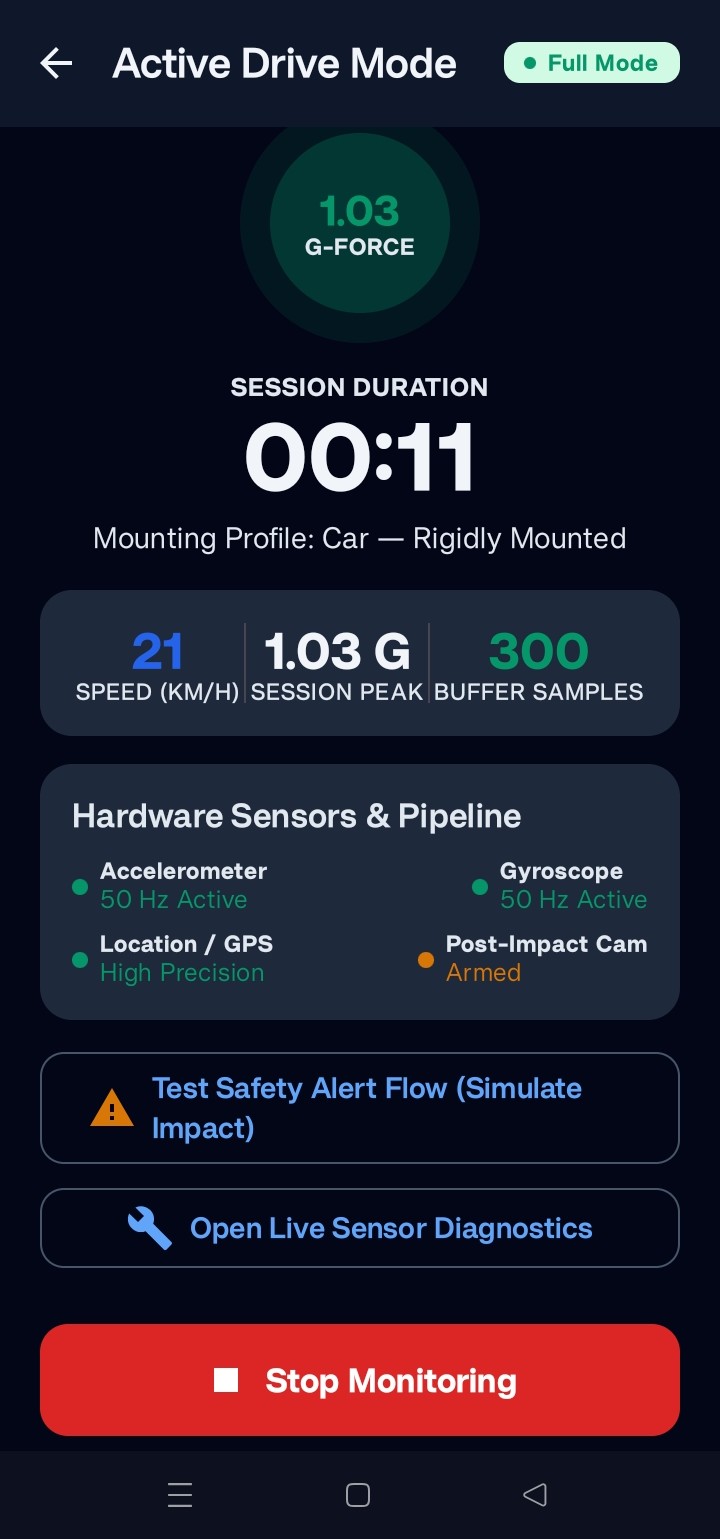 Active Drive Mode
Full Mode
1.03
G-FORCE
SESSION DURATION
00:11
Mounting Profile: Car — Rigidly Mounted
21
SPEED (KM/H)
1.03 G
SESSION PEAK
300
BUFFER SAMPLES
Hardware Sensors & Pipeline
Accelerometer
50 Hz Active
Gyroscope
50 Hz Active
Location / GPS
High Precision
Post-Impact Cam
Armed
Test Safety Alert Flow (Simulate
Impact)
Open Live Sensor Diagnostics
Stop Monitoring